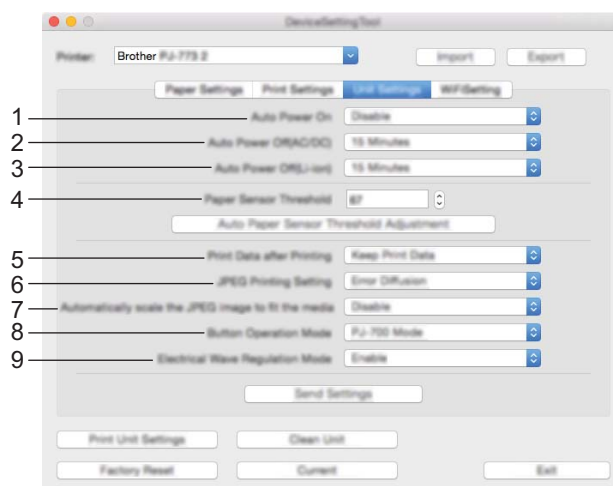 DeviceSettingTool
Printer: Brother PJ-773 2 Import Export
Paper Settings Print Settings Unit Settings WiFiSetting
1 Auto Power On Disable
2 Auto Power Off(AC/DC) 15 Minutes
3 Auto Power Off(Li-ion) 15 Minutes
4 Paper Sensor Threshold 87
Auto Paper Sensor Threshold Adjustment
5 Print Data after Printing Keep Print Data
6 JPEG Printing Setting Error Diffusion
7 Automatically scale the JPEG image to fit the media Disable
8 Button Operation Mode PJ-700 Mode
9 Electrical Wave Regulation Mode Enable
Send Settings
Print Unit Settings Clean Unit
Factory Reset Current Exit